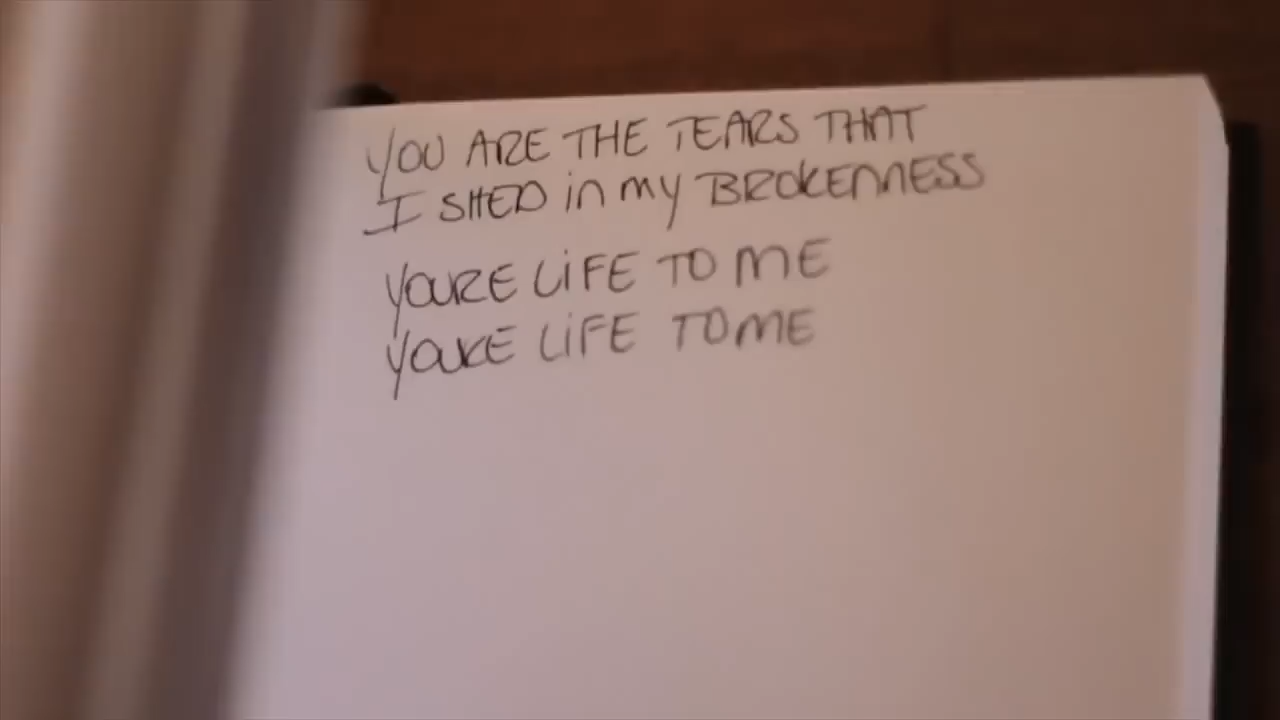 YOU ARE THE TEARS THAT
I SHED in my BROKENNESS
YOURE LiFE TO ME
YOURE LiFE TO ME